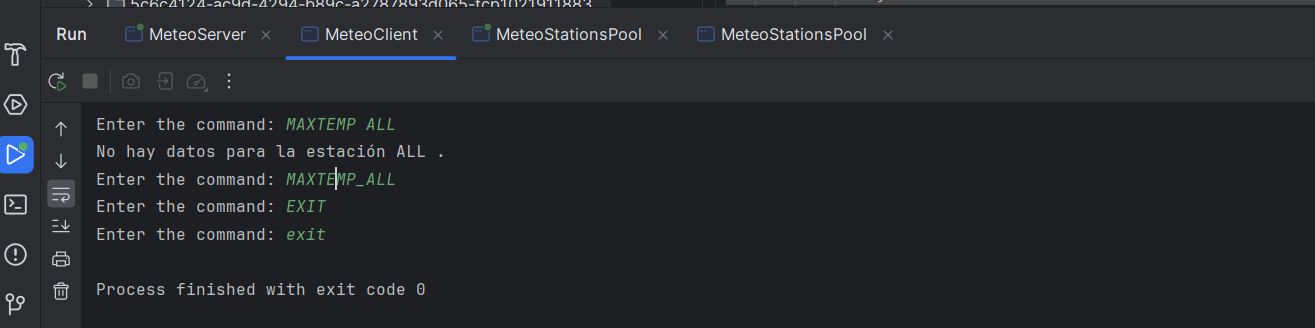 5c6c4124-ac9d-4294-b89c-a2787893d065-tcp1021911883
Run MeteoServer MeteoClient MeteoStationsPool MeteoStationsPool
Enter the command: MAXTEMP ALL
No hay datos para la estación ALL .
Enter the command: MAXTEMP_ALL
Enter the command: EXIT
Enter the command: exit
Process finished with exit code 0